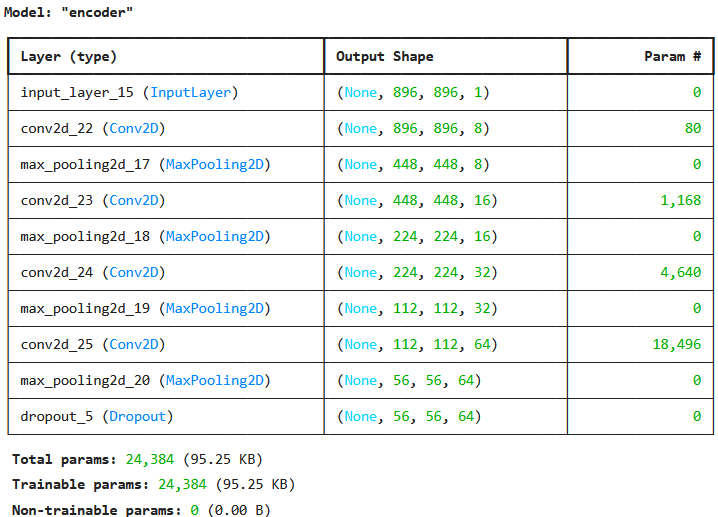 Model: "encoder"
Layer (type) Output Shape Param #
input_layer_15 (InputLayer) (None, 896, 896, 1) 0
conv2d_22 (Conv2D) (None, 896, 896, 8) 80
max_pooling2d_17 (MaxPooling2D) (None, 448, 448, 8) 0
conv2d_23 (Conv2D) (None, 448, 448, 16) 1,168
max_pooling2d_18 (MaxPooling2D) (None, 224, 224, 16) 0
conv2d_24 (Conv2D) (None, 224, 224, 32) 4,640
max_pooling2d_19 (MaxPooling2D) (None, 112, 112, 32) 0
conv2d_25 (Conv2D) (None, 112, 112, 64) 18,496
max_pooling2d_20 (MaxPooling2D) (None, 56, 56, 64) 0
dropout_5 (Dropout) (None, 56, 56, 64) 0
Total params: 24,384 (95.25 KB)
Trainable params: 24,384 (95.25 KB)
Non-trainable params: 0 (0.00 B)